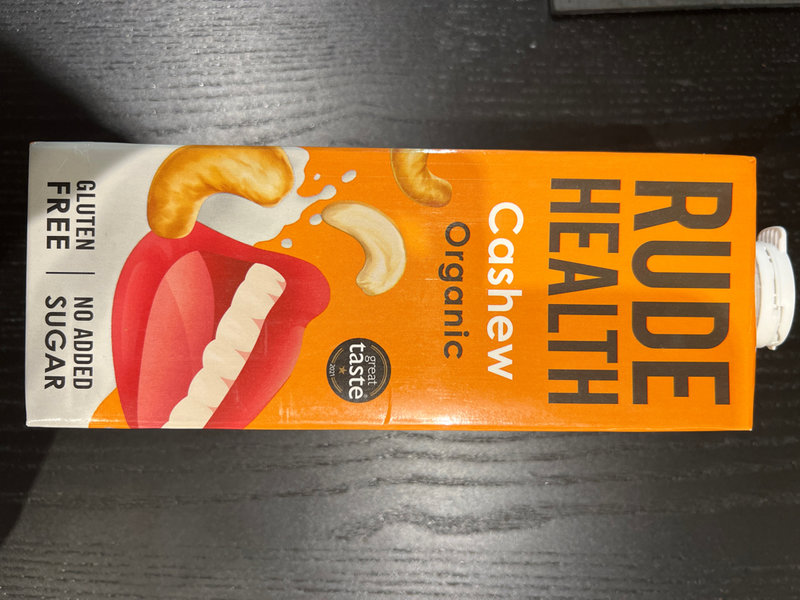 RUDE
HEALTH
Cashew
Organic
great
taste
2021
GLUTEN
FREE
NO ADDED
SUGAR